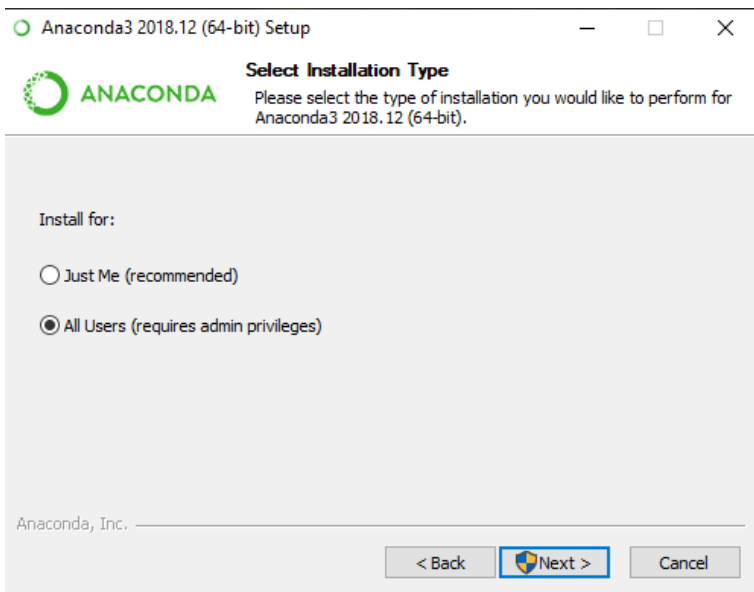 Anaconda3 2018.12 (64-bit) Setup
ANACONDA
Select Installation Type
Please select the type of installation you would like to perform for
Anaconda3 2018.12 (64-bit).
Install for:
Just Me (recommended)
All Users (requires admin privileges)
Anaconda, Inc.
< Back
Next >
Cancel